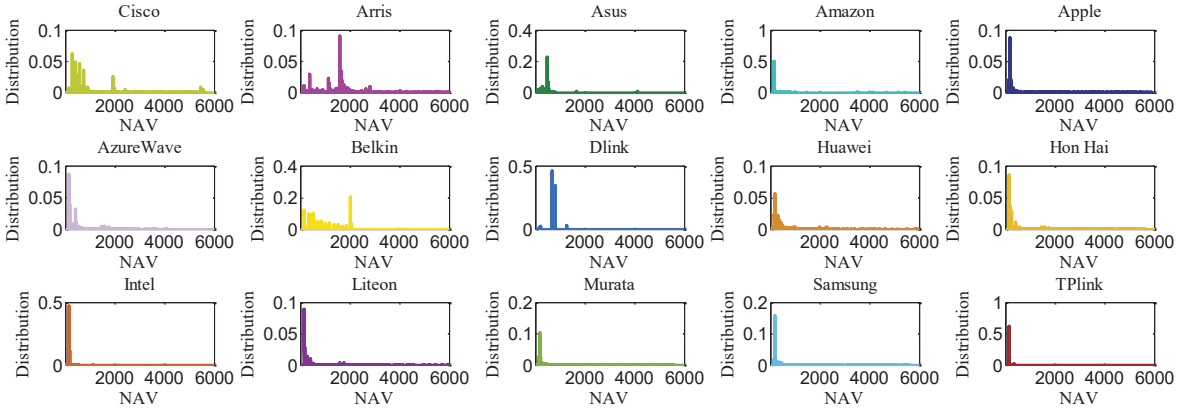 Cisco
Distribution
0.1
0.05
0
2000 4000 6000
NAV
Arris
Distribution
0.1
0.05
0
2000 4000 6000
NAV
Asus
Distribution
0.4
0.2
0
2000 4000 6000
NAV
Amazon
Distribution
1
0.5
0
2000 4000 6000
NAV
Apple
Distribution
0.1
0.05
0
2000 4000 6000
NAV
AzureWave
Distribution
0.1
0.05
0
2000 4000 6000
NAV
Belkin
Distribution
0.4
0.2
0
2000 4000 6000
NAV
Dlink
Distribution
0.5
0
2000 4000 6000
NAV
Huawei
Distribution
0.1
0.05
0
2000 4000 6000
NAV
Hon Hai
Distribution
0.1
0.05
0
2000 4000 6000
NAV
Intel
Distribution
0.5
0
2000 4000 6000
NAV
Liteon
Distribution
0.1
0.05
0
2000 4000 6000
NAV
Murata
Distribution
0.2
0.1
0
2000 4000 6000
NAV
Samsung
Distribution
0.2
0.1
0
2000 4000 6000
NAV
TPlink
Distribution
1
0.5
0
2000 4000 6000
NAV